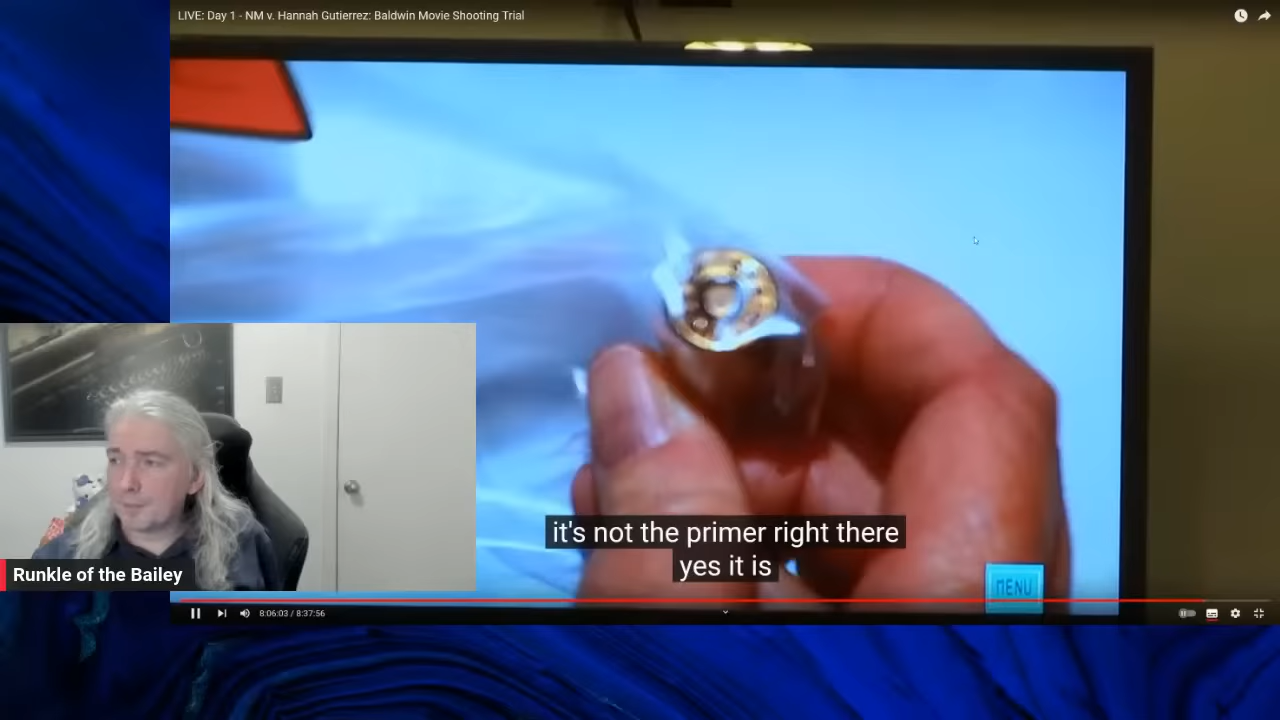 LIVE: Day 1 - NM v. Hannah Gutierrez: Baldwin Movie Shooting Trial
it's not the primer right there
yes it is
MENU
Runkle of the Bailey
8:06:03 / 8:37:56